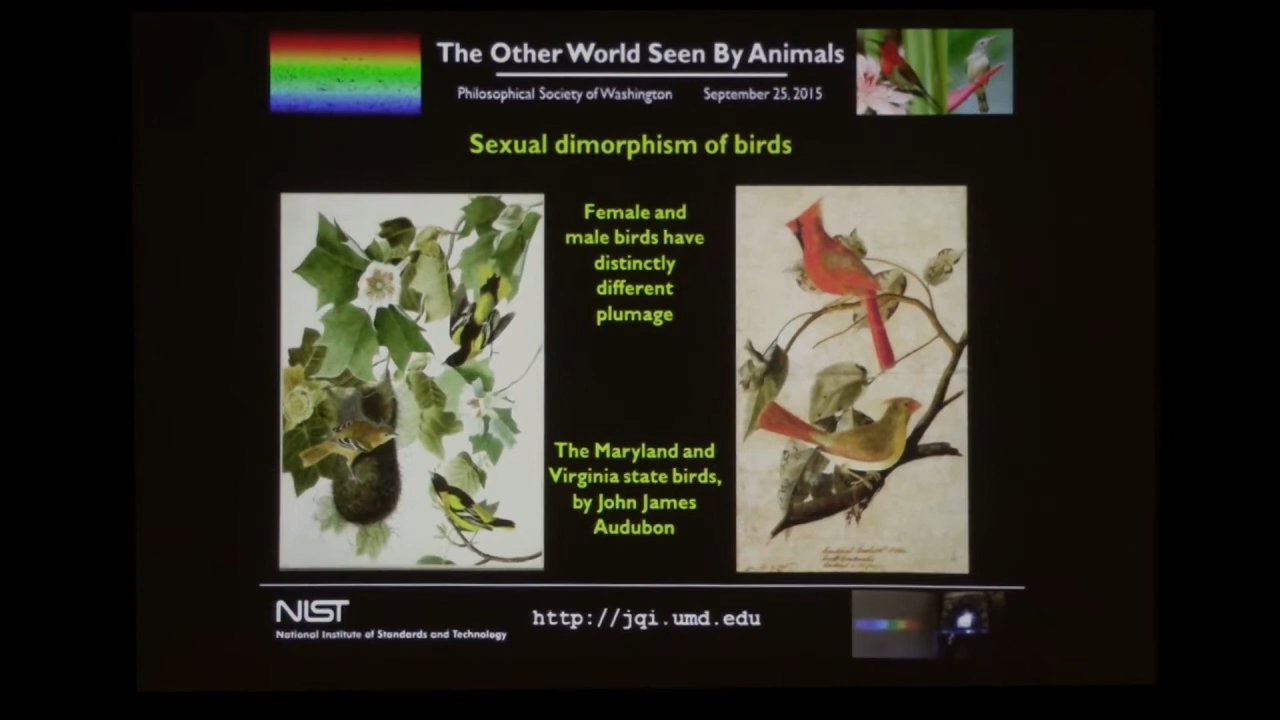 The Other World Seen By Animals
Philosophical Society of Washington September 25, 2015
Sexual dimorphism of birds
Female and
male birds have
distinctly
different
plumage
The Maryland and
Virginia state birds,
by John James
Audubon
NIST
National Institute of Standards and Technology
http://jqi.umd.edu